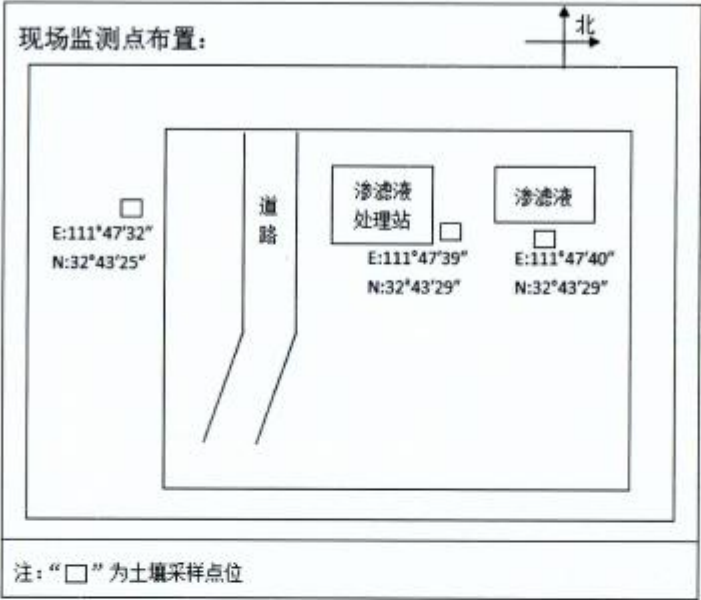 现场监测点布置：
北
道
路
渗滤液
处理站
渗滤液
E:111°47′32″
N:32°43′25″
E:111°47′39″
N:32°43′29″
E:111°47′40″
N:32°43′29″
注：“□”为土壤采样点位